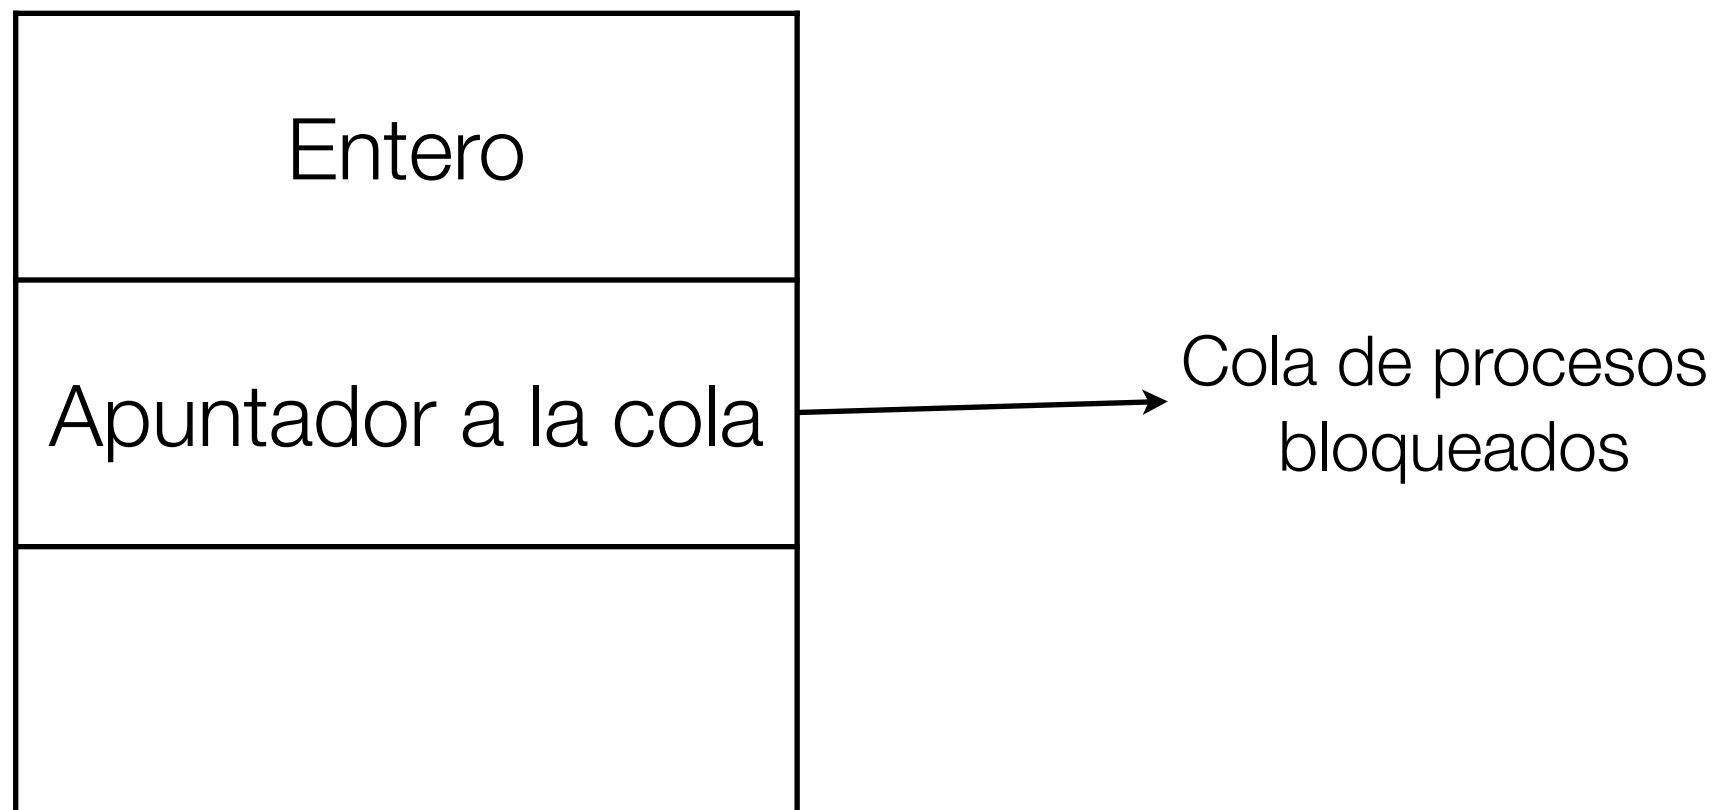 Entero
Apuntador a la cola
Cola de procesos
bloqueados